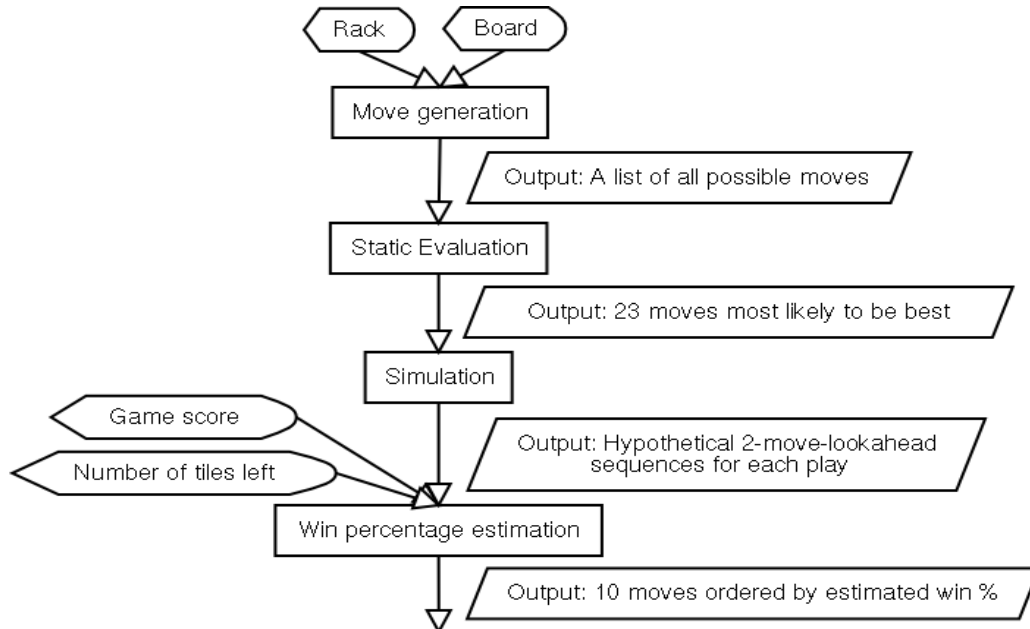 Rack
Board
Move generation
Output: A list of all possible moves
Static Evaluation
Output: 23 moves most likely to be best
Simulation
Game score
Output: Hypothetical 2-move-lookahead
sequences for each play
Number of tiles left
Win percentage estimation
Output: 10 moves ordered by estimated win %